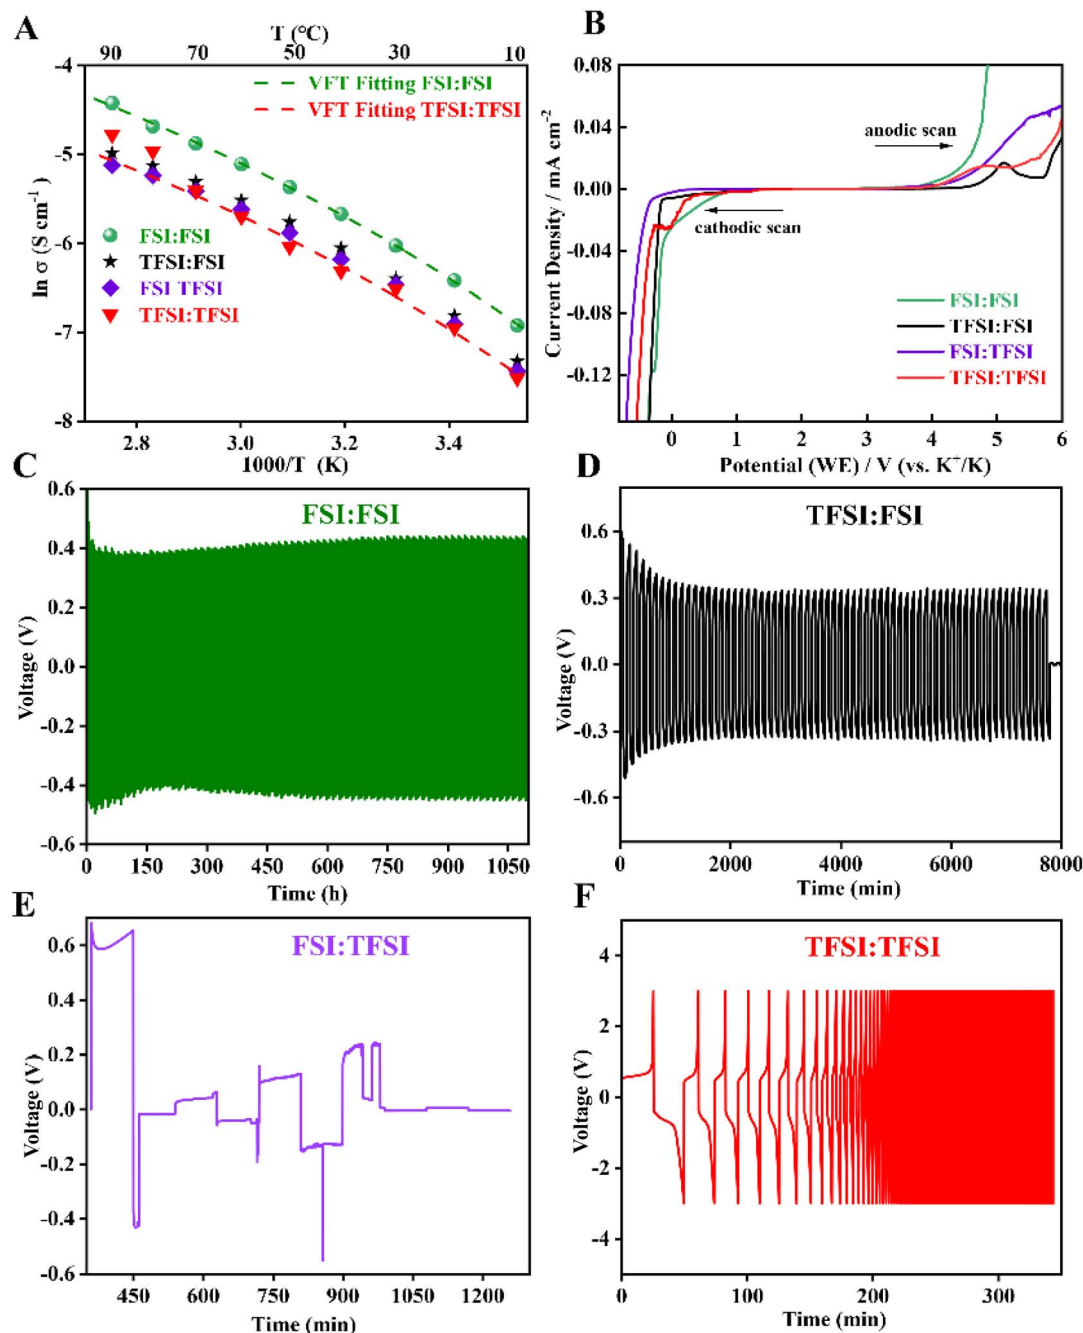 A
T (°C)
90 70 50 30 10
-4
-5
-6
-7
-8
ln σ (S cm⁻¹)
VFT Fitting FSI:FSI
VFT Fitting TFSI:TFSI
FSI:FSI
TFSI:FSI
FSI TFSI
TFSI:TFSI
2.8 3.0 3.2 3.4
1000/T (K)
B
0.08
0.04
0.00
-0.04
-0.08
-0.12
Current Density / mA cm⁻²
anodic scan
cathodic scan
FSI:FSI
TFSI:FSI
FSI:TFSI
TFSI:TFSI
0 1 2 3 4 5 6
Potential (WE) / V (vs. K⁺/K)
C
FSI:FSI
0.6
0.4
0.2
0.0
-0.2
-0.4
-0.6
Voltage (V)
0 150 300 450 600 750 900 1050
Time (h)
D
TFSI:FSI
0.6
0.3
0.0
-0.3
-0.6
Voltage (V)
0 2000 4000 6000 8000
Time (min)
E
FSI:TFSI
0.6
0.4
0.2
0.0
-0.2
-0.4
-0.6
Voltage (V)
450 600 750 900 1050 1200
Time (min)
F
TFSI:TFSI
4
2
0
-2
-4
Voltage (V)
0 100 200 300
Time (min)